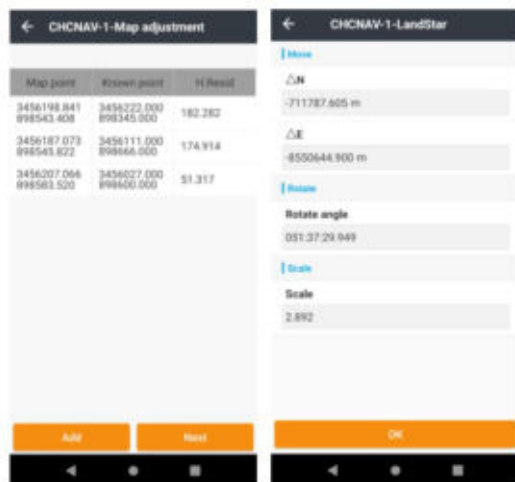 CHCNAV-1-Map adjustment
Map point Known point H.Resid
3456198.841 3456222.000 182.282
898543.408 898345.000
3456187.073 3456111.000 174.914
898545.822 898666.000
3456207.066 3456027.000 51.317
898583.520 898600.000
Add Next
CHCNAV-1-LandStar
Move
△N
-711787.605 m
△E
-8550644.900 m
Rotate
Rotate angle
051:37:29.949
Scale
Scale
2.892
OK